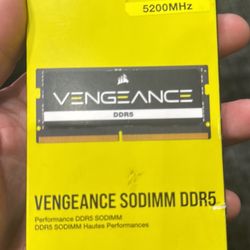 5200MHz
VENGEANCE
DDR5
VENGEANCE SODIMM DDR5
Performance DDR5 SODIMM
DDR5 SODIMM Hautes Performances